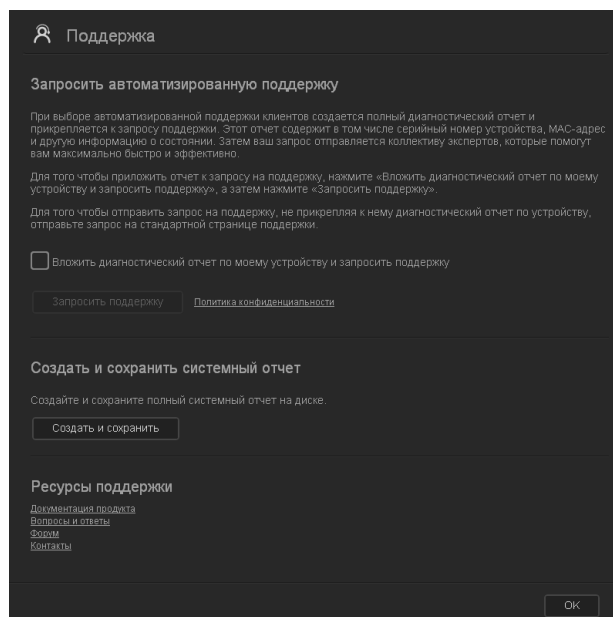 Поддержка
Запросить автоматизированную поддержку
При выборе автоматизированной поддержки клиентов создается полный диагностический отчет и
прикрепляется к запросу поддержки. Этот отчет содержит в том числе серийный номер устройства, MAC-адрес
и другую информацию о состоянии. Затем ваш запрос отправляется коллективу экспертов, которые помогут
вам максимально быстро и эффективно.
Для того чтобы приложить отчет к запросу на поддержку, нажмите «Вложить диагностический отчет по моему
устройству и запросить поддержку», а затем нажмите «Запросить поддержку».
Для того чтобы отправить запрос на поддержку, не прикрепляя к нему диагностический отчет по устройству,
отправьте запрос на стандартной странице поддержки.
Вложить диагностический отчет по моему устройству и запросить поддержку
Запросить поддержку Политика конфиденциальности
Создать и сохранить системный отчет
Создайте и сохраните полный системный отчет на диске.
Создать и сохранить
Ресурсы поддержки
Документация продукта
Вопросы и ответы
Форум
Контакты
OK